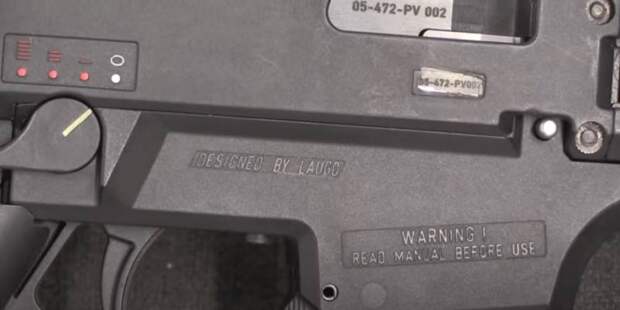 05-472-PV 002
05-472-PV002
DESIGNED BY LAUGO
WARNING !
READ MANUAL BEFORE USE